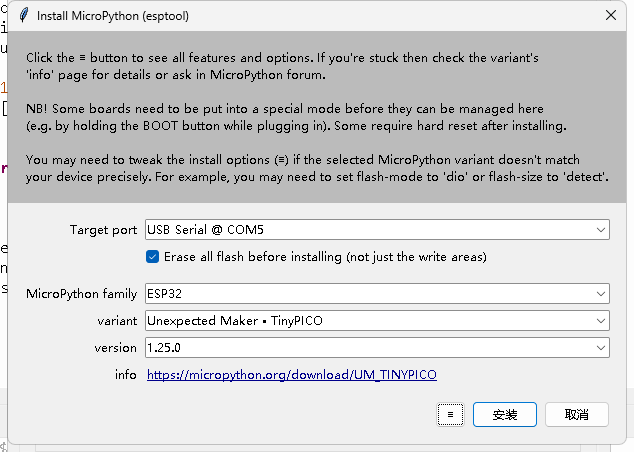 Install MicroPython (esptool)
Click the ≡ button to see all features and options. If you're stuck then check the variant's
'info' page for details or ask in MicroPython forum.
NB! Some boards need to be put into a special mode before they can be managed here
(e.g. by holding the BOOT button while plugging in). Some require hard reset after installing.
You may need to tweak the install options (≡) if the selected MicroPython variant doesn't match
your device precisely. For example, you may need to set flash-mode to 'dio' or flash-size to 'detect'.
Target port USB Serial @ COM5
Erase all flash before installing (not just the write areas)
MicroPython family ESP32
variant Unexpected Maker • TinyPICO
version 1.25.0
info https://micropython.org/download/UM_TINYPICO
≡ 安装 取消